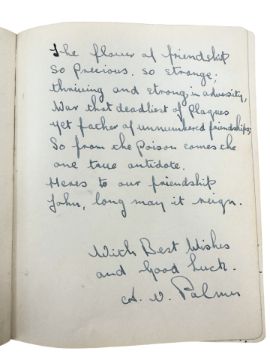 The flower of friendship
So Precious, so strange;
thriving and strong in adversity,
War that deadliest of Plagues
yet father of unnumbered friendships;
So from the Poison comes the
one true antidote.
Heres to our friendship
John, long may it reign.
With Best Wishes
and Good Luck.
A. V. Palmer